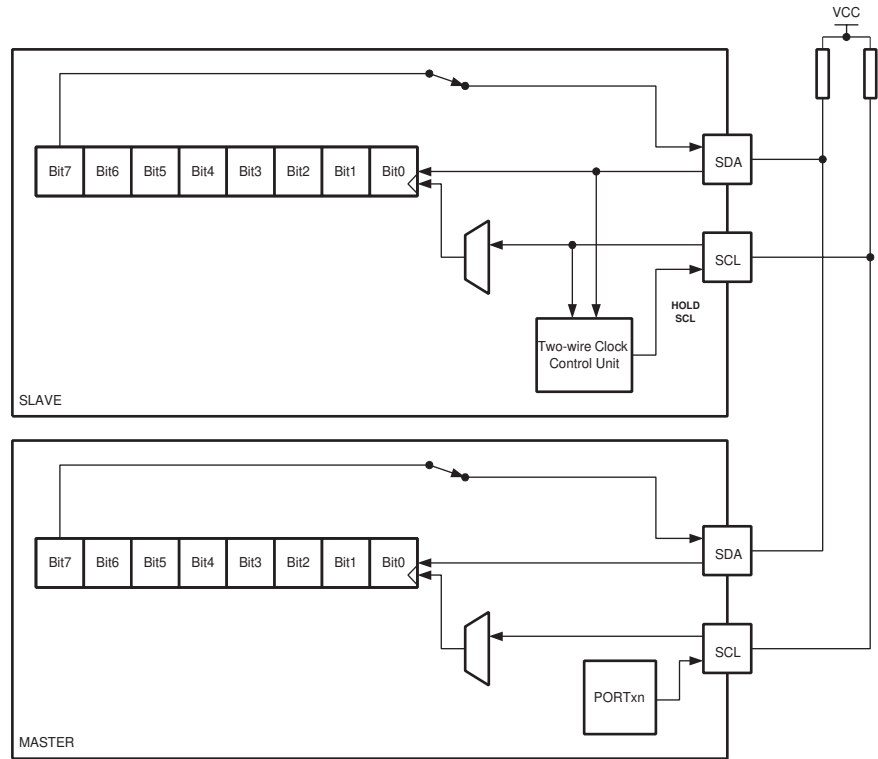 VCC
Bit7 Bit6 Bit5 Bit4 Bit3 Bit2 Bit1 Bit0
SDA
SCL
HOLD
SCL
Two-wire Clock
Control Unit
SLAVE
Bit7 Bit6 Bit5 Bit4 Bit3 Bit2 Bit1 Bit0
SDA
SCL
PORTxn
MASTER